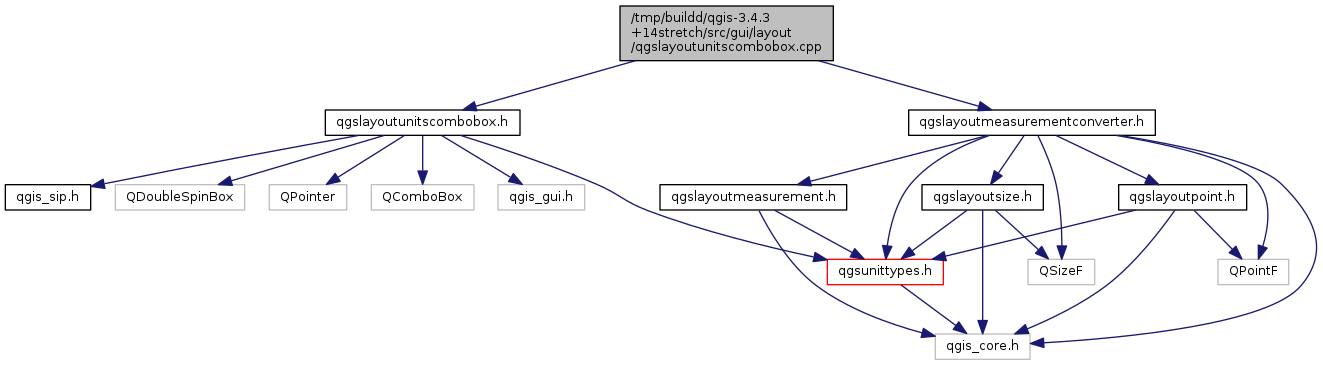 /tmp/buildd/qgis-3.4.3
+14stretch/src/gui/layout
/qgslayoutunitscombobox.cpp
qgslayoutunitscombobox.h
qgslayoutmeasurementconverter.h
qgis_sip.h
QDoubleSpinBox
QPointer
QComboBox
qgis_gui.h
qgslayoutmeasurement.h
qgslayoutsize.h
qgslayoutpoint.h
qgsunittypes.h
QSizeF
QPointF
qgis_core.h